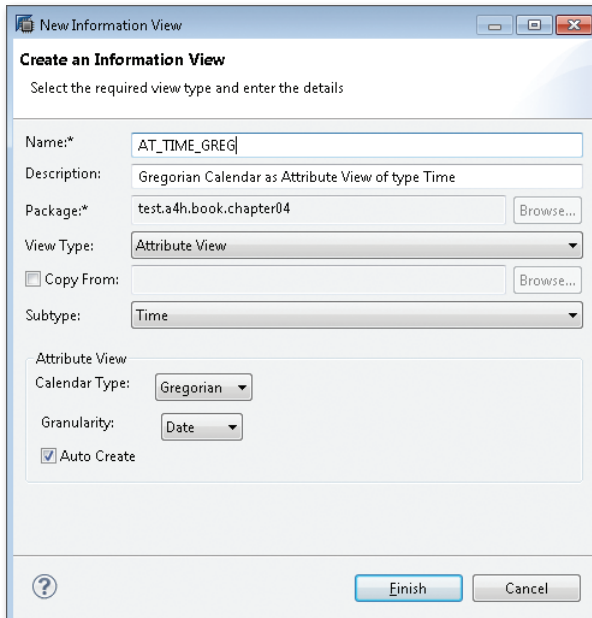 New Information View
Create an Information View
Select the required view type and enter the details
Name:* AT_TIME_GREG
Description: Gregorian Calendar as Attribute View of type Time
Package:* test.a4h.book.chapter04 Browse...
View Type: Attribute View
Copy From: Browse...
Subtype: Time
Attribute View
Calendar Type: Gregorian
Granularity: Date
Auto Create
? Finish Cancel